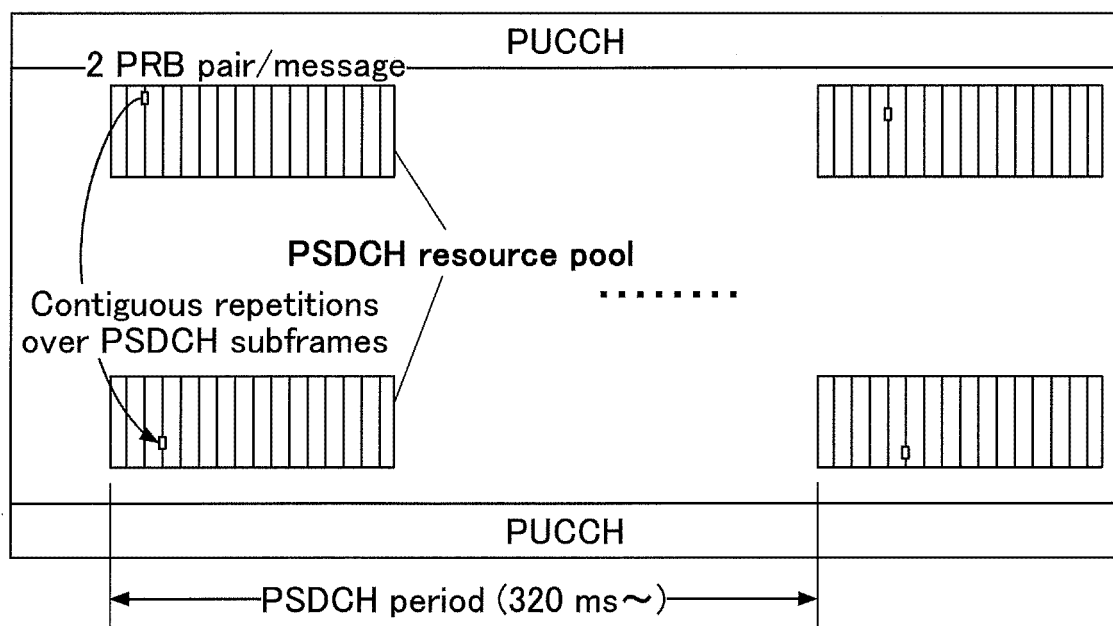 PUCCH
2 PRB pair/message
PSDCH resource pool
........
Contiguous repetitions
over PSDCH subframes
PUCCH
PSDCH period (320 ms～)